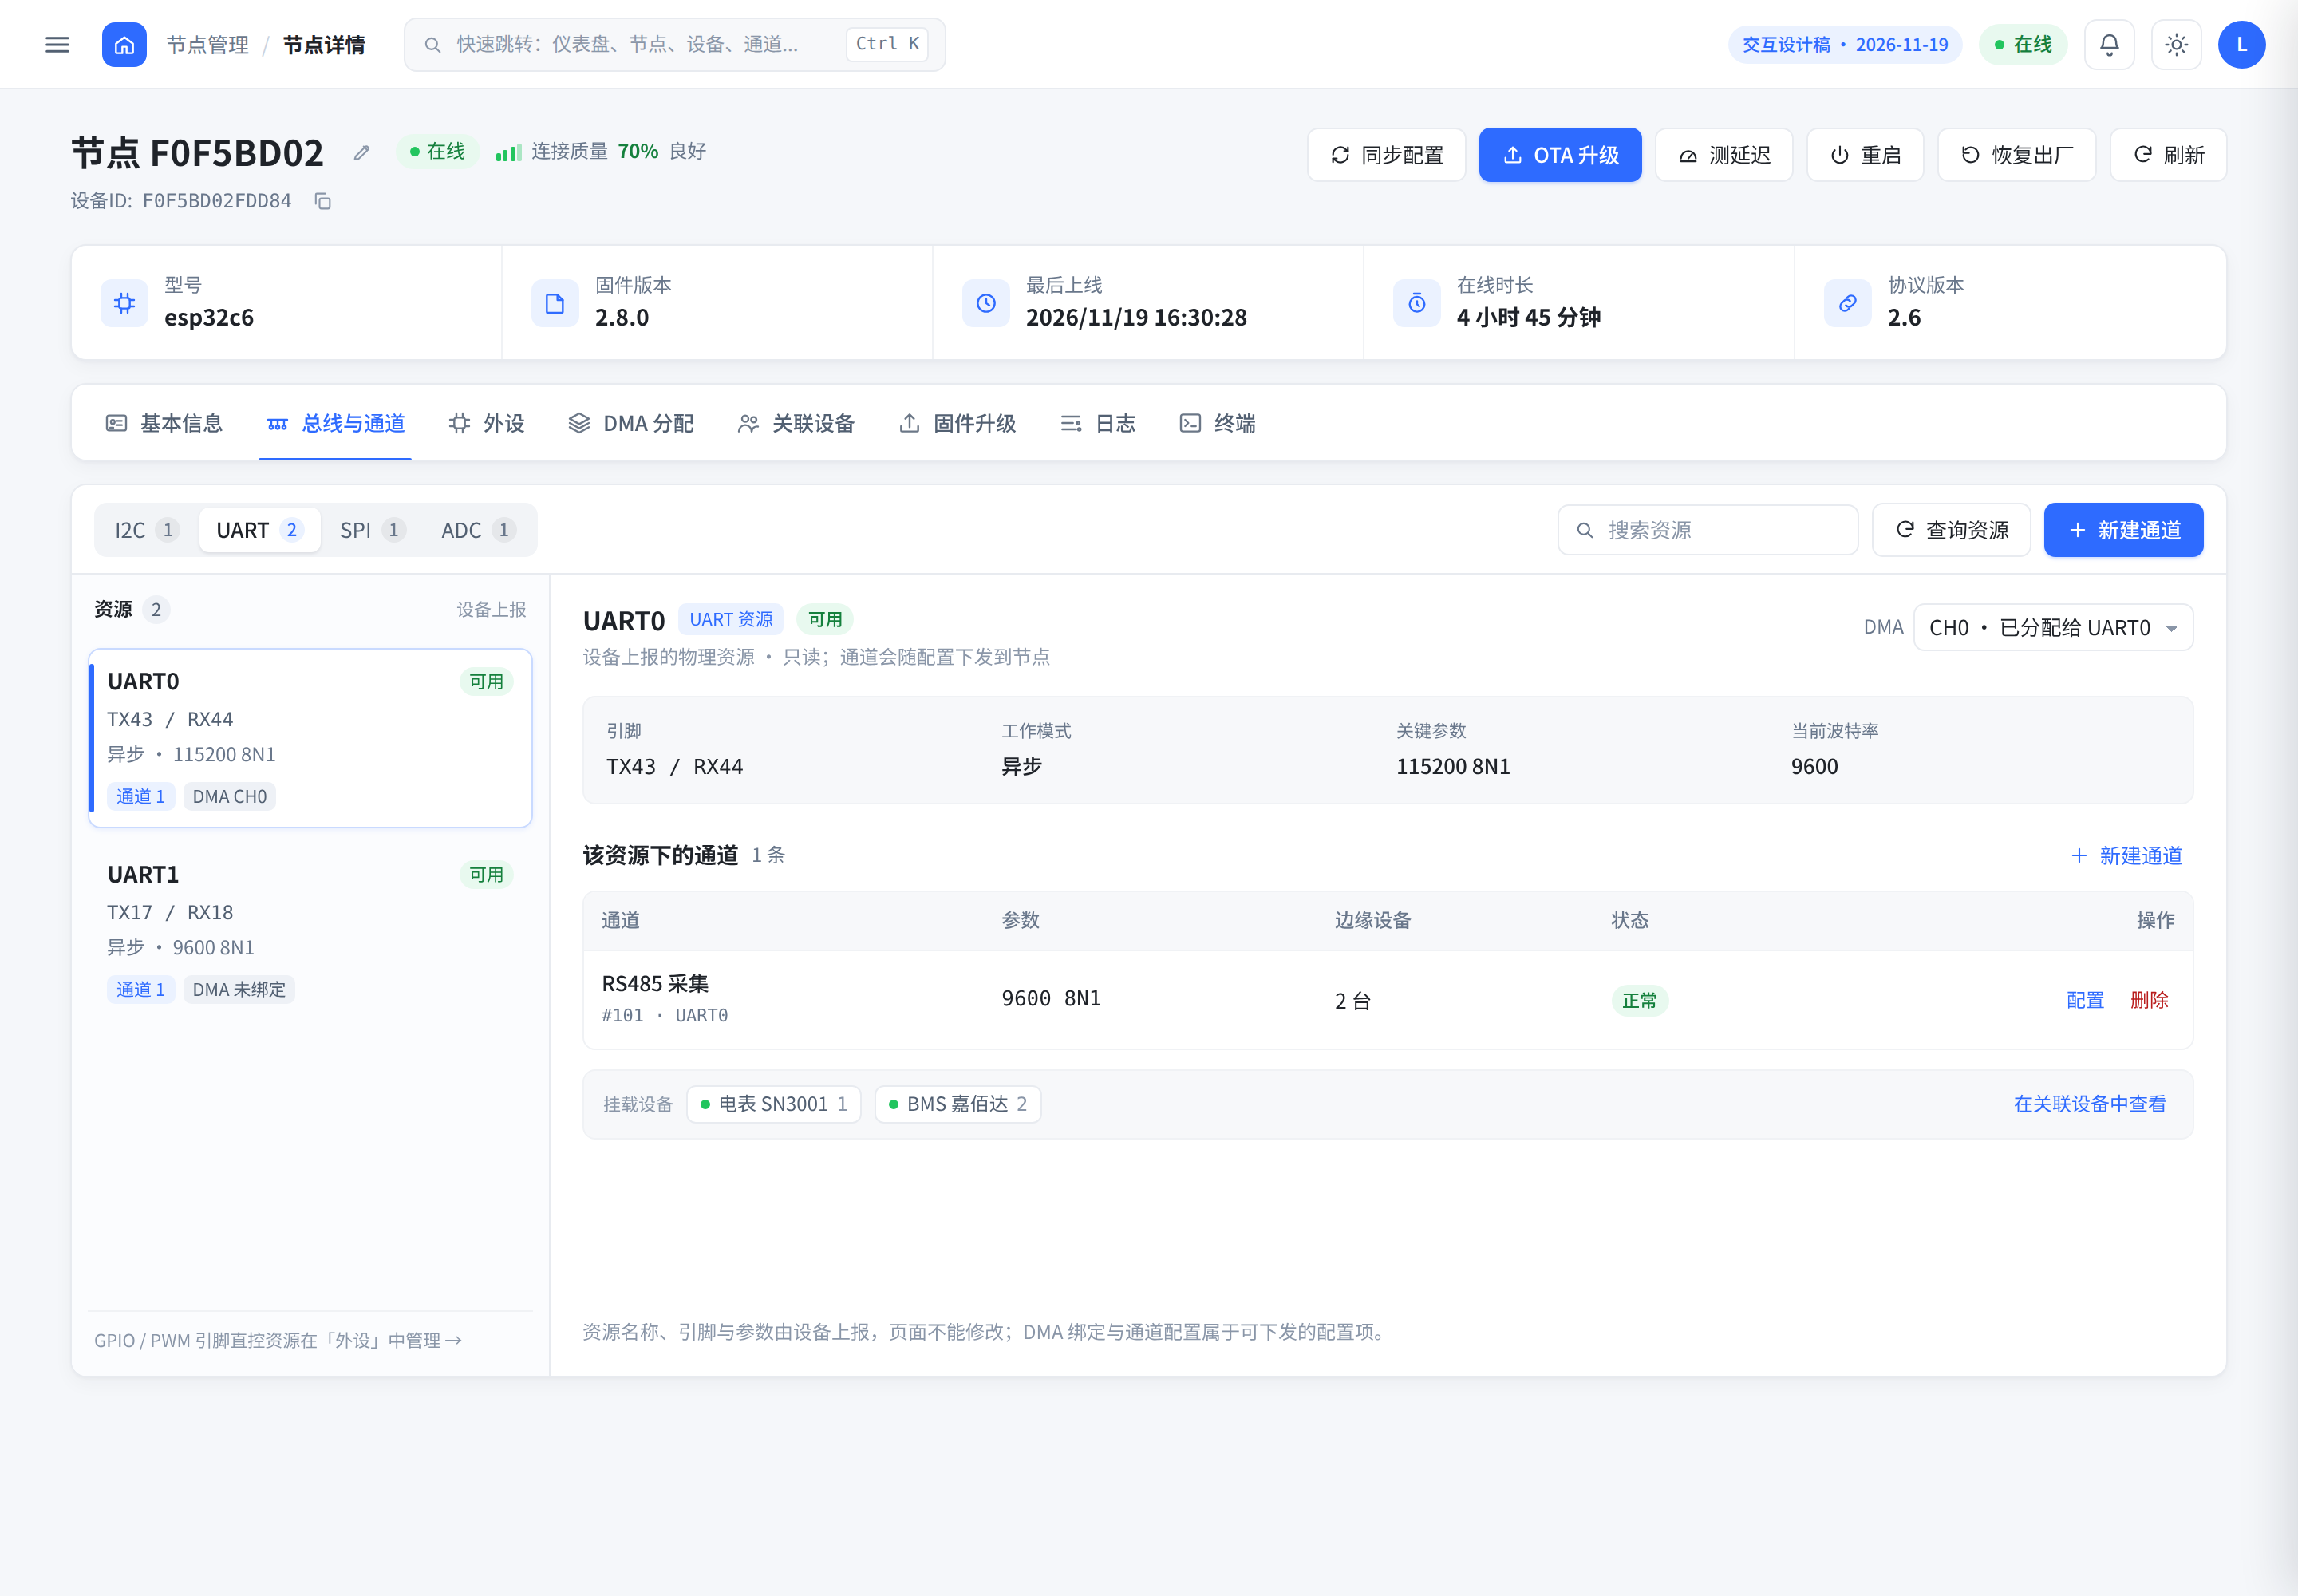 节点管理 / 节点详情
快速跳转：仪表盘、节点、设备、通道... Ctrl K
交互设计稿 • 2026-11-19
在线
L
节点 F0F5BD02
在线
连接质量 70% 良好
设备ID: F0F5BD02FDD84
同步配置
OTA 升级
测延迟
重启
恢复出厂
刷新
型号
esp32c6
固件版本
2.8.0
最后上线
2026/11/19 16:30:28
在线时长
4 小时 45 分钟
协议版本
2.6
基本信息
总线与通道
外设
DMA 分配
关联设备
固件升级
日志
终端
I2C 1
UART 2
SPI 1
ADC 1
搜索资源
查询资源
新建通道
资源 2
设备上报
UART0
可用
TX43 / RX44
异步 • 115200 8N1
通道 1
DMA CH0
UART1
可用
TX17 / RX18
异步 • 9600 8N1
通道 1
DMA 未绑定
GPIO / PWM 引脚直控资源在「外设」中管理 →
UART0
UART 资源
可用
设备上报的物理资源 • 只读；通道会随配置下发到节点
DMA
CH0 • 已分配给 UART0
引脚
TX43 / RX44
工作模式
异步
关键参数
115200 8N1
当前波特率
9600
该资源下的通道 1 条
新建通道
通道 参数 边缘设备 状态 操作
RS485 采集
#101 · UART0
9600 8N1
2 台
正常
配置
删除
挂载设备
电表 SN3001 1
BMS 嘉佰达 2
在关联设备中查看
资源名称、引脚与参数由设备上报，页面不能修改；DMA 绑定与通道配置属于可下发的配置项。